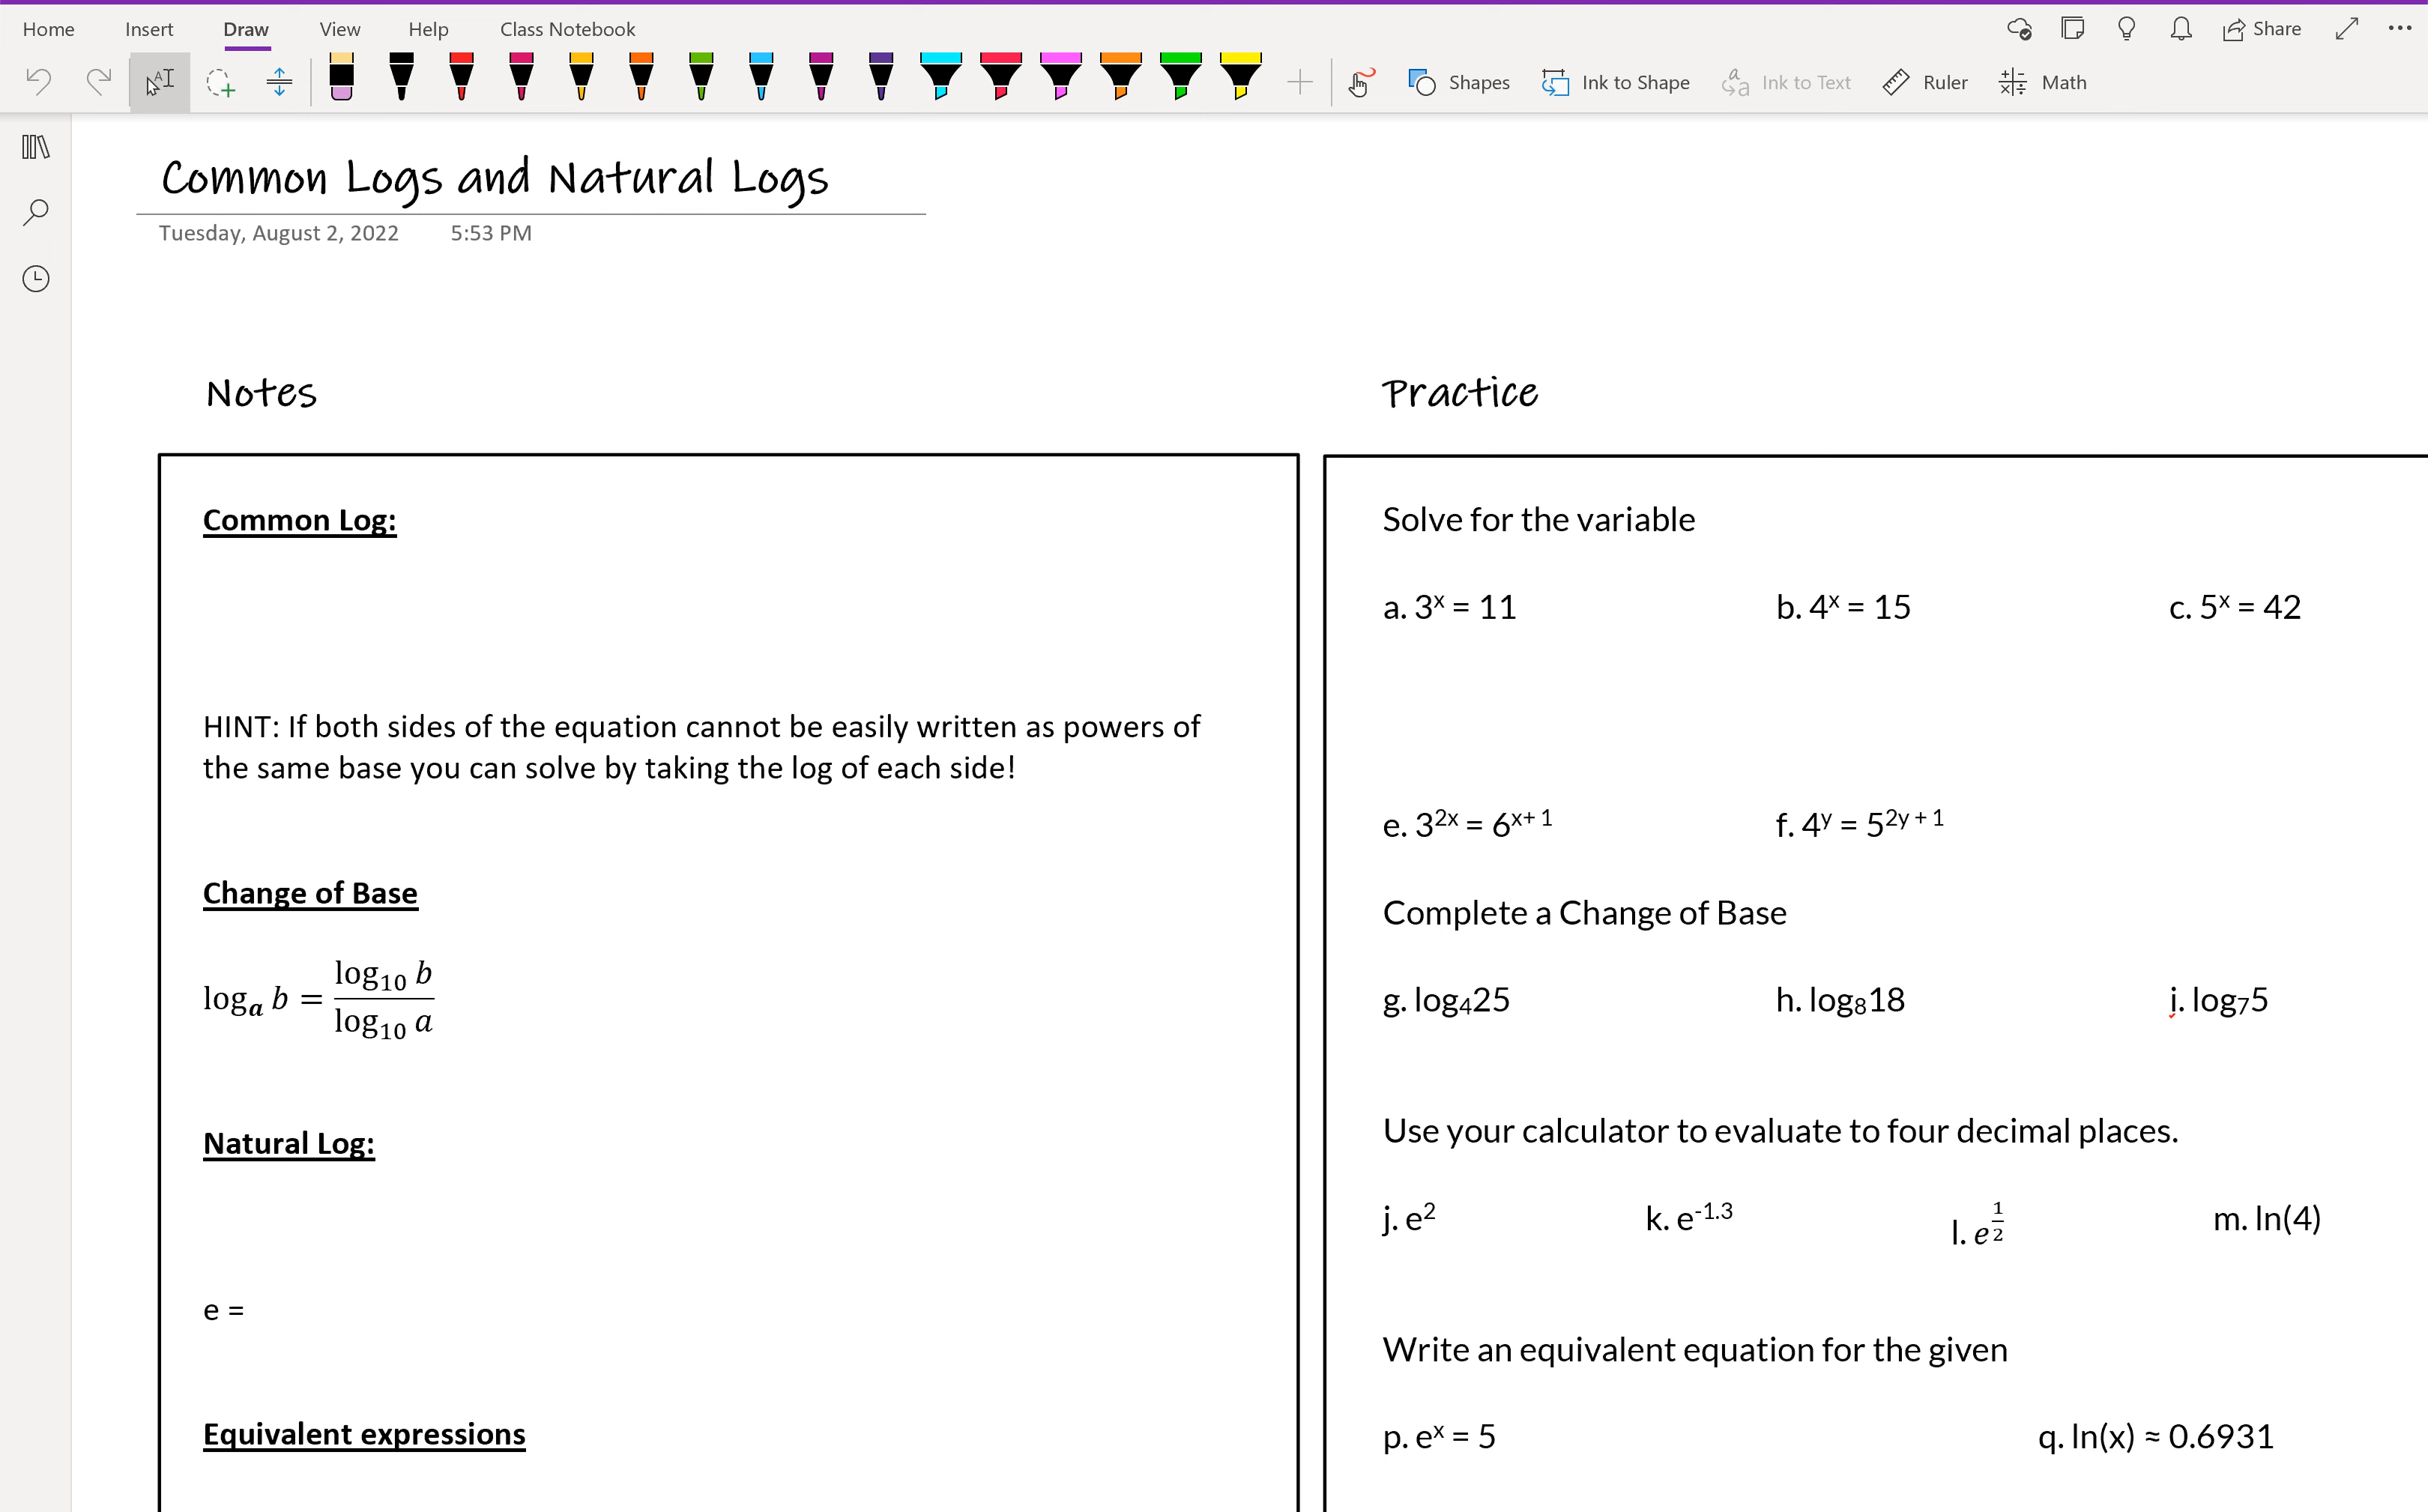 Home Insert Draw View Help Class Notebook Share
Shapes Ink to Shape Ink to Text Ruler Math
Common Logs and Natural Logs
Tuesday, August 2, 2022 5:53 PM
Notes
Common Log:
HINT: If both sides of the equation cannot be easily written as powers of
the same base you can solve by taking the log of each side!
Change of Base
logₐ b = log₁₀ b / log₁₀ a
Natural Log:
e =
Equivalent expressions
Practice
Solve for the variable
a. 3ˣ = 11 b. 4ˣ = 15 c. 5ˣ = 42
e. 3²ˣ = 6ˣ⁺ ¹ f. 4ʸ = 5²ʸ ⁺ ¹
Complete a Change of Base
g. log₄25 h. log₈18 i. log₇5
Use your calculator to evaluate to four decimal places.
j. e² k. e^-1.3 l. e^1/2 m. ln(4)
Write an equivalent equation for the given
p. eˣ = 5 q. ln(x) ≈ 0.6931